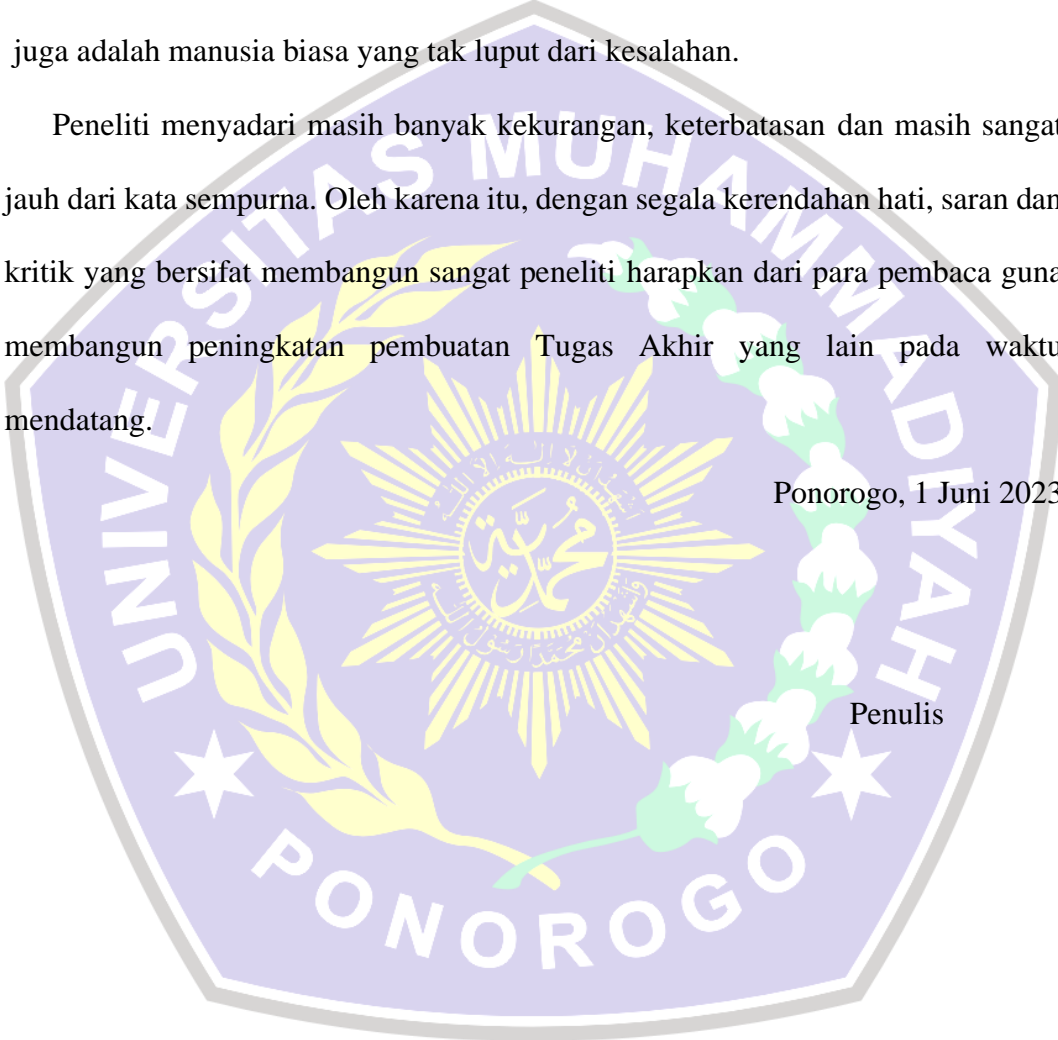 juga adalah manusia biasa yang tak luput dari kesalahan.
Peneliti menyadari masih banyak kekurangan, keterbatasan dan masih sangat
jauh dari kata sempurna. Oleh karena itu, dengan segala kerendahan hati, saran dan
kritik yang bersifat membangun sangat peneliti harapkan dari para pembaca guna
membangun peningkatan pembuatan Tugas Akhir yang lain pada waktu
mendatang.
Ponorogo, 1 Juni 2023
Penulis
UNIVERSITAS MUHAMMADIYAH
PONOROGO
محمدية